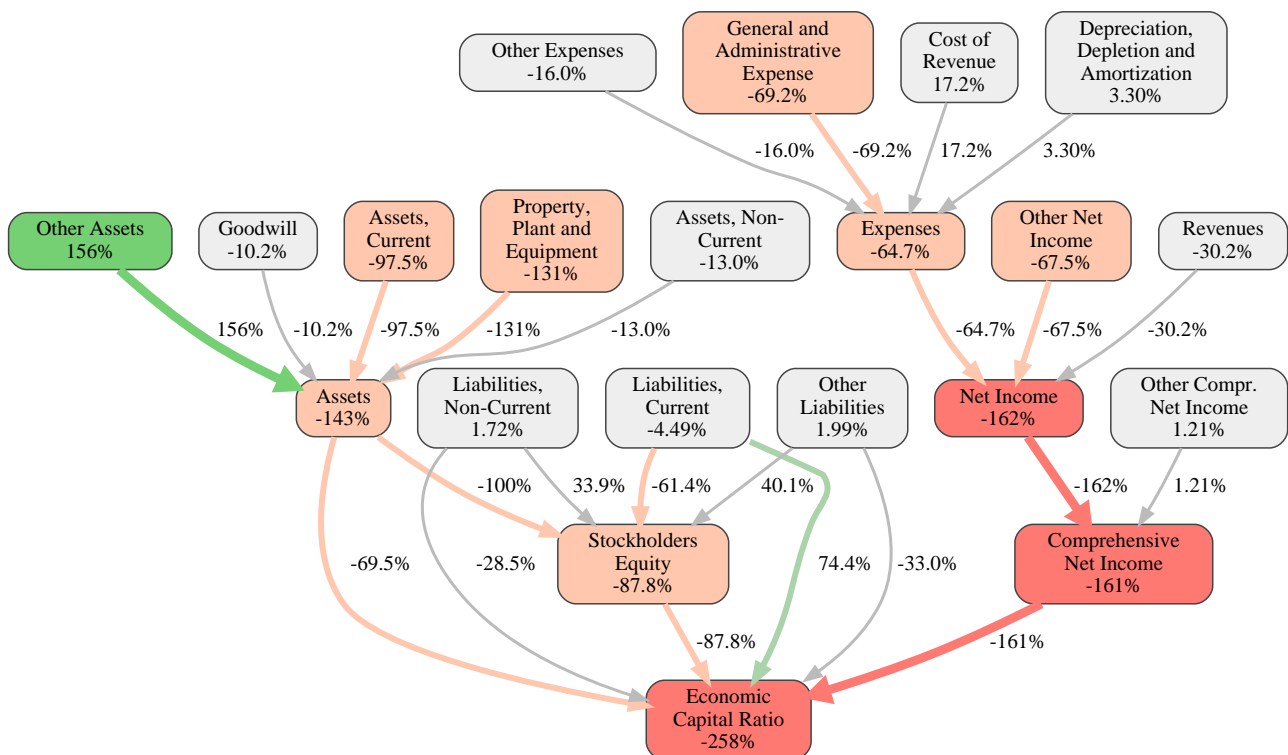 Other Expenses
-16.0%
General and
Administrative
Expense
-69.2%
Cost of
Revenue
17.2%
Depreciation,
Depletion and
Amortization
3.30%
-16.0%
-69.2%
17.2%
3.30%
Other Assets
156%
Goodwill
-10.2%
Assets,
Current
-97.5%
Property,
Plant and
Equipment
-131%
Assets, Non-
Current
-13.0%
Expenses
-64.7%
Other Net
Income
-67.5%
Revenues
-30.2%
156%
-10.2%
-97.5%
-131%
-13.0%
-64.7%
-67.5%
-30.2%
Assets
-143%
Liabilities,
Non-Current
1.72%
Liabilities,
Current
-4.49%
Other
Liabilities
1.99%
Net Income
-162%
Other Compr.
Net Income
1.21%
-100%
33.9%
-61.4%
40.1%
-162%
1.21%
Stockholders
Equity
-87.8%
Comprehensive
Net Income
-161%
-69.5%
-28.5%
74.4%
-33.0%
-87.8%
-161%
Economic
Capital Ratio
-258%